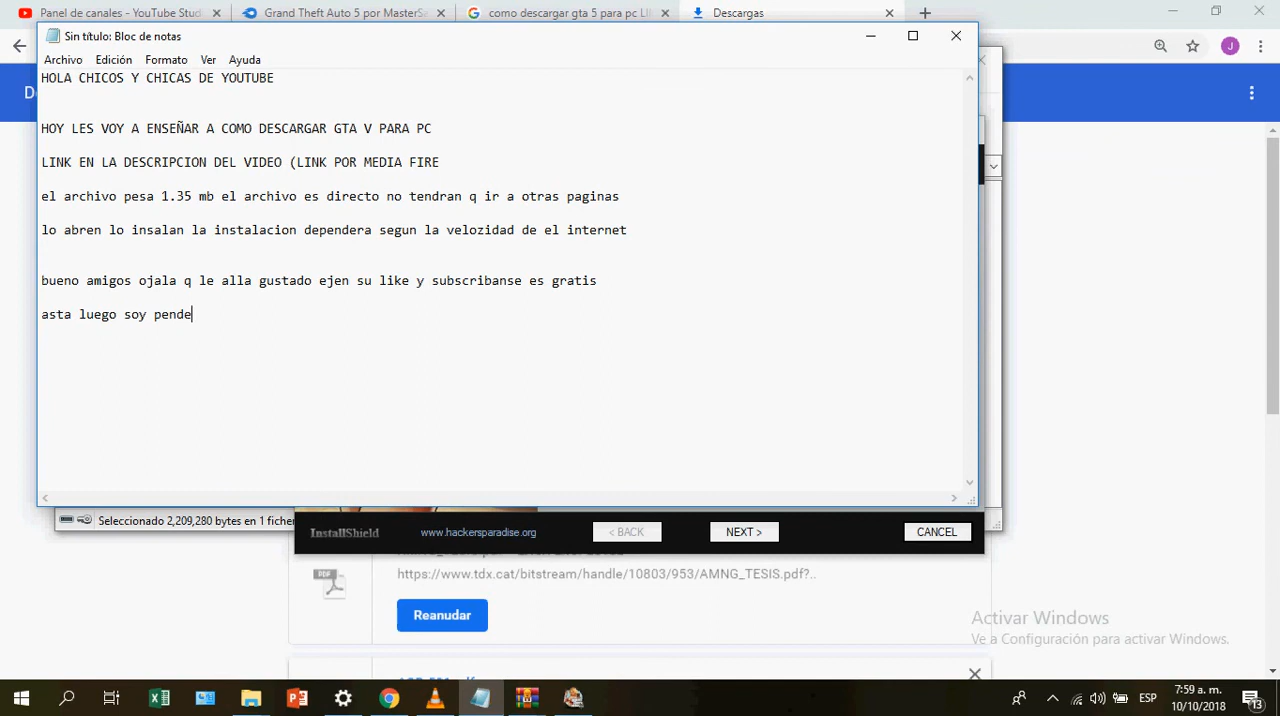 Panel de canales - YouTube Stud
Grand Theft Auto 5 por MasterSe
como descargar gta 5 para pc LI
Descargas
Sin título: Bloc de notas
J
Archivo Edición Formato Ver Ayuda
HOLA CHICOS Y CHICAS DE YOUTUBE
HOY LES VOY A ENSEÑAR A COMO DESCARGAR GTA V PARA PC
LINK EN LA DESCRIPCION DEL VIDEO (LINK POR MEDIA FIRE
el archivo pesa 1.35 mb el archivo es directo no tendran q ir a otras paginas
lo abren lo insalan la instalacion dependera segun la velozidad de el internet
bueno amigos ojala q le alla gustado ejen su like y subscribanse es gratis
asta luego soy pende
Seleccionado 2,209,280 bytes en 1 ficher
InstallShield www.hackersparadise.org < BACK NEXT > CANCEL
PDF
https://www.tdx.cat/bitstream/handle/10803/953/AMNG_TESIS.pdf?..
Reanudar
Activar Windows
Ve a Configuración para activar Windows.
ESP
7:59 a. m.
10/10/2018
13